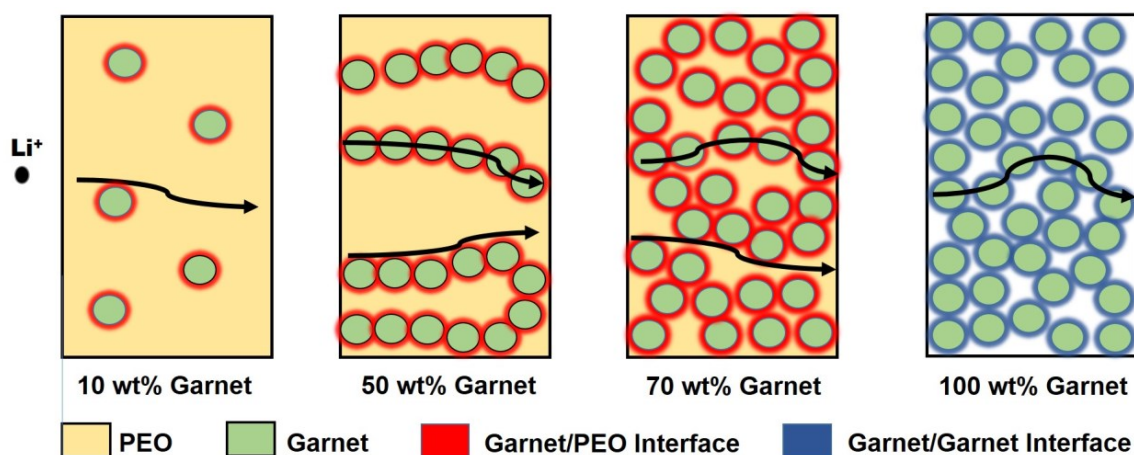 Li+
10 wt% Garnet
50 wt% Garnet
70 wt% Garnet
100 wt% Garnet
PEO
Garnet
Garnet/PEO Interface
Garnet/Garnet Interface